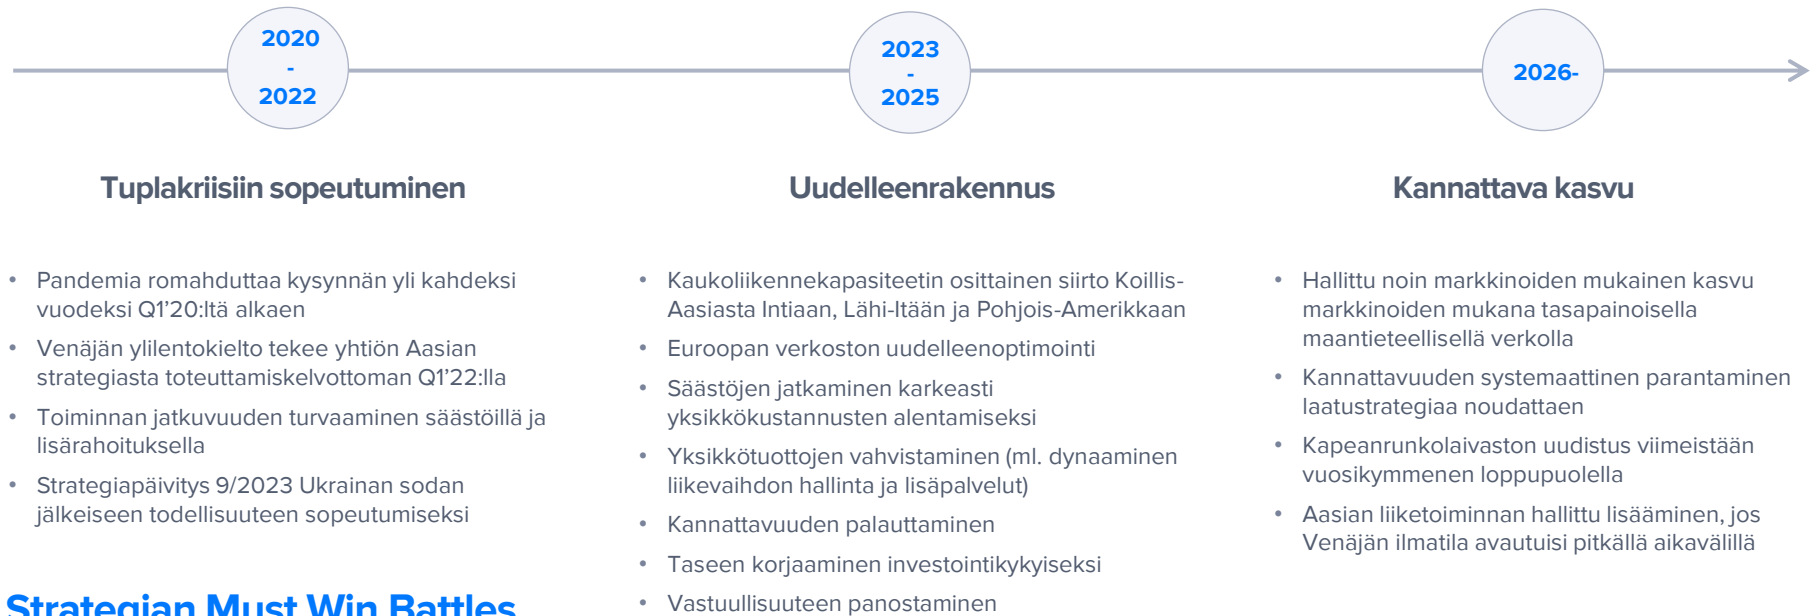 2020
-
2022
2023
-
2025
2026-
Tuplakriisiin sopeutuminen
• Pandemia romahduttaa kysynnän yli kahdeksi
vuodeksi Q1’20:ltä alkaen
• Venäjän ylilentokielto tekee yhtiön Aasian
strategiasta toteuttamiskelvottoman Q1’22:lla
• Toiminnan jatkuvuuden turvaaminen säästöillä ja
lisärahoituksella
• Strategiapäivitys 9/2023 Ukrainan sodan
jälkeiseen todellisuuteen sopeutumiseksi
Uudelleenrakennus
• Kaukoliikennekapasiteetin osittainen siirto Koillis-
Aasiasta Intiaan, Lähi-Itään ja Pohjois-Amerikkaan
• Euroopan verkoston uudelleenoptimointi
• Säästöjen jatkaminen karkeasti
yksikkökustannusten alentamiseksi
• Yksikkötuottojen vahvistaminen (ml. dynaaminen
liikevaihdon hallinta ja lisäpalvelut)
• Kannattavuuden palauttaminen
• Taseen korjaaminen investointikykyiseksi
• Vastuullisuuteen panostaminen
Kannattava kasvu
• Hallittu noin markkinoiden mukainen kasvu
markkinoiden mukana tasapainoisella
maantieteellisellä verkolla
• Kannattavuuden systemaattinen parantaminen
laatustrategiaa noudattaen
• Kapeanrunkolaivaston uudistus viimeistään
vuosikymmenen loppupuolella
• Aasian liiketoiminnan hallittu lisääminen, jos
Venäjän ilmatila avautuisi pitkällä aikavälillä
Strategian Must Win Battles